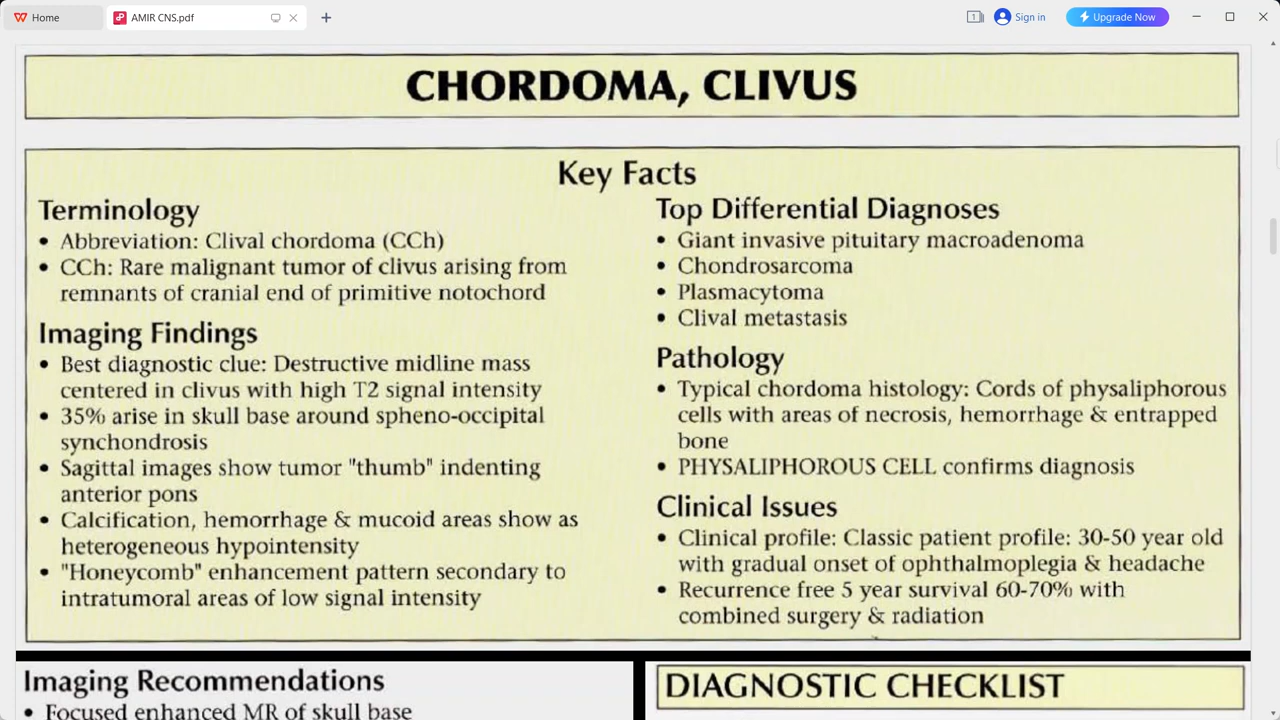 Home
AMIR CNS.pdf
1
Sign in
Upgrade Now
CHORDOMA, CLIVUS
Key Facts
Terminology
• Abbreviation: Clival chordoma (CCh)
• CCh: Rare malignant tumor of clivus arising from
remnants of cranial end of primitive notochord
Imaging Findings
• Best diagnostic clue: Destructive midline mass
centered in clivus with high T2 signal intensity
• 35% arise in skull base around spheno-occipital
synchondrosis
• Sagittal images show tumor "thumb" indenting
anterior pons
• Calcification, hemorrhage & mucoid areas show as
heterogeneous hypointensity
• "Honeycomb" enhancement pattern secondary to
intratumoral areas of low signal intensity
Top Differential Diagnoses
• Giant invasive pituitary macroadenoma
• Chondrosarcoma
• Plasmacytoma
• Clival metastasis
Pathology
• Typical chordoma histology: Cords of physaliphorous
cells with areas of necrosis, hemorrhage & entrapped
bone
• PHYSALIPHOROUS CELL confirms diagnosis
Clinical Issues
• Clinical profile: Classic patient profile: 30-50 year old
with gradual onset of ophthalmoplegia & headache
• Recurrence free 5 year survival 60-70% with
combined surgery & radiation
Imaging Recommendations
• Focused enhanced MR of skull base
DIAGNOSTIC CHECKLIST